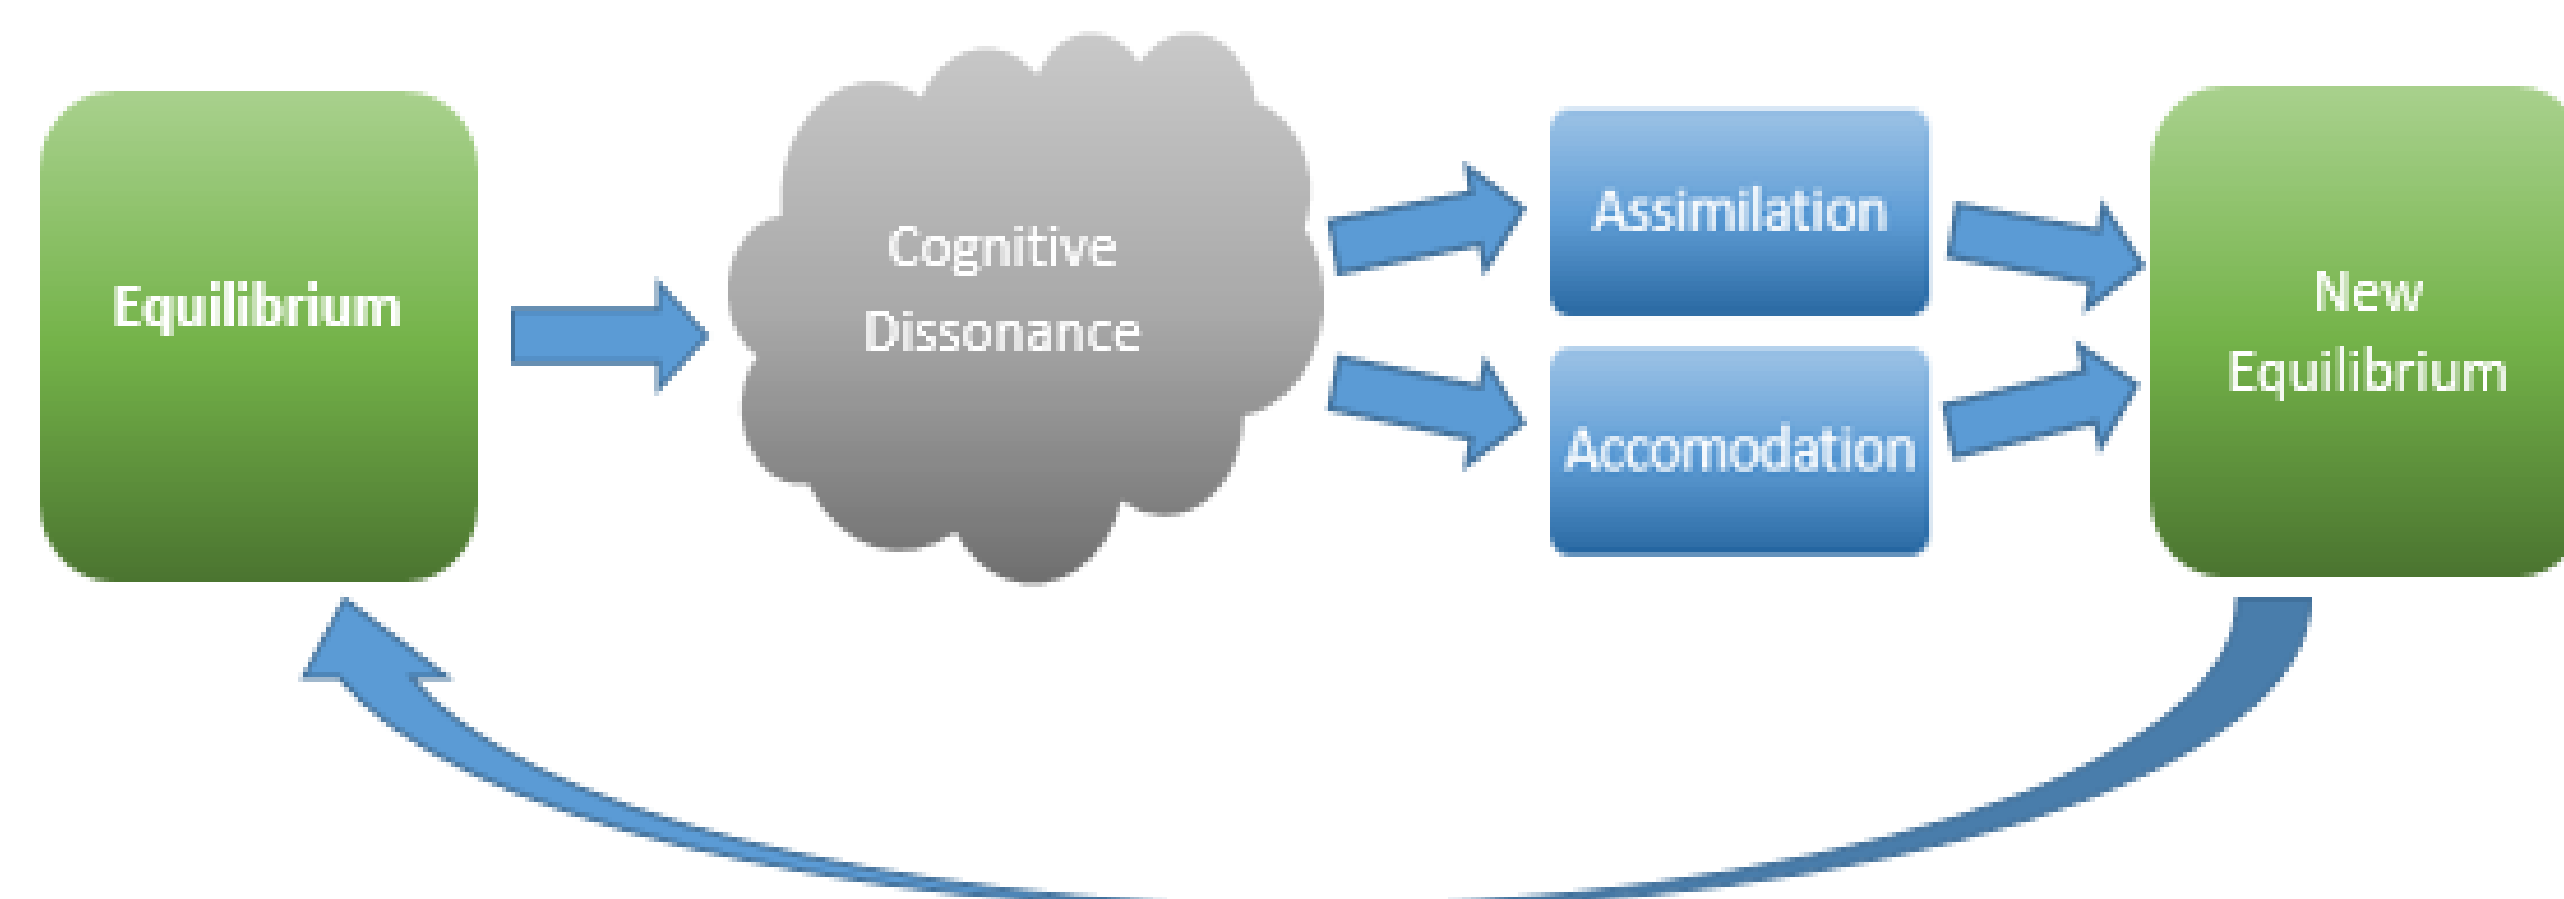 Equilibrium
Cognitive
Dissonance
Assimilation
Accomodation
New
Equilibrium